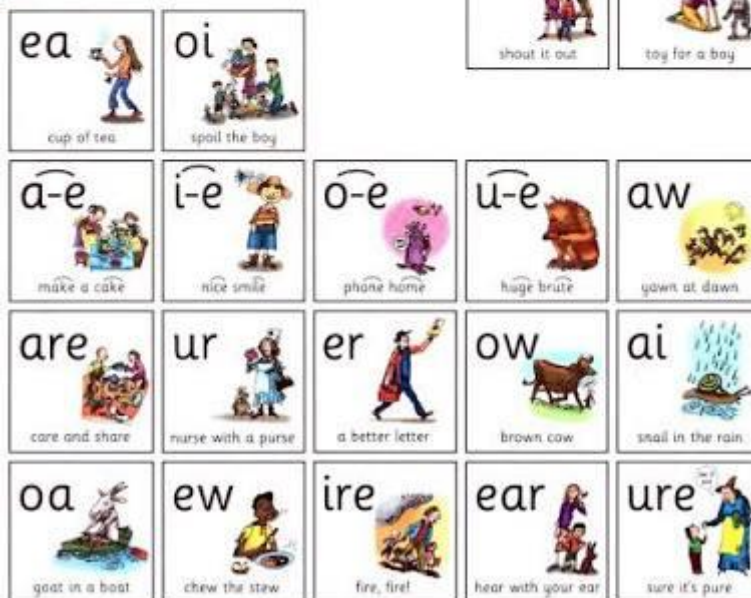 shout it out
toy for a boy
ea
cup of tea
oi
spoil the boy
a-e
make a cake
i-e
nice smile
o-e
phone home
u-e
huge brute
aw
yawn at dawn
are
care and share
ur
nurse with a purse
er
a better letter
ow
brown cow
ai
snail in the rain
oa
goat in a boat
ew
chew the stew
ire
fire, fire!
ear
hear with your ear
ure
sure it's pure